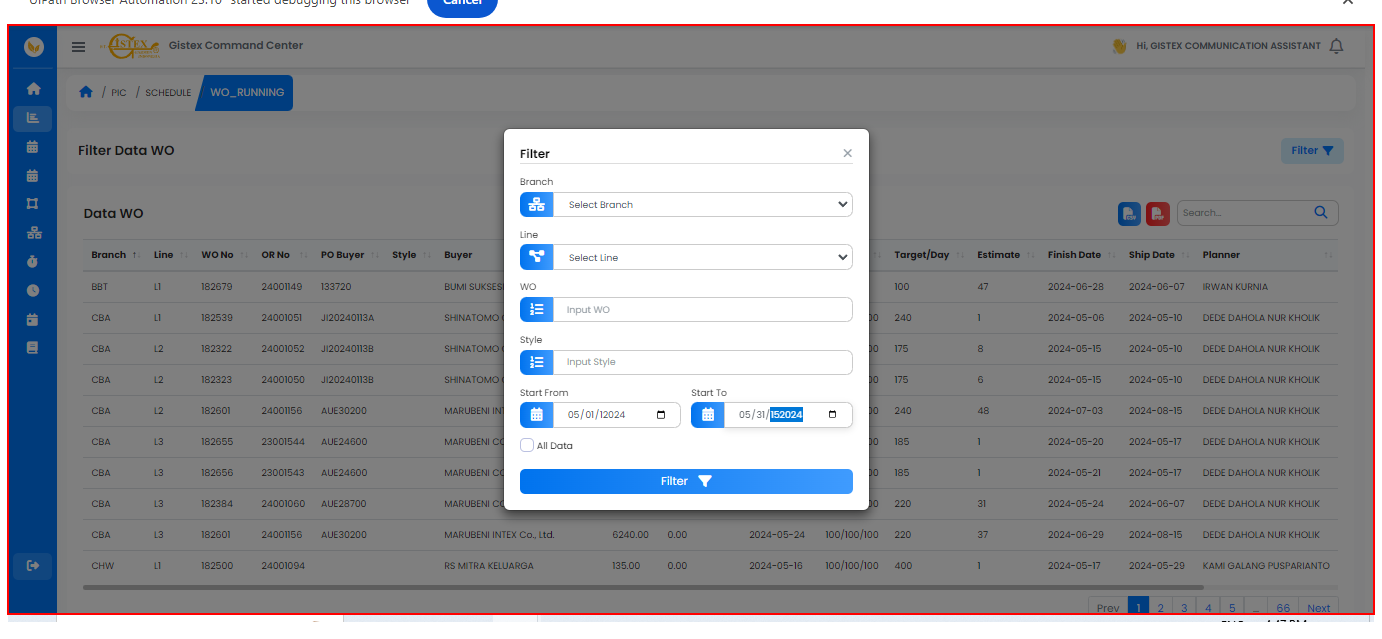 UiPath Browser Automation 23.10" started debugging this browser Cancel
GISTEX Gistex Command Center Hi, GISTEX COMMUNICATION ASSISTANT
/ PIC / SCHEDULE WO_RUNNING
Filter Data WO Filter
Data WO Search...
Branch Line WO No OR No PO Buyer Style Buyer Target/Day Estimate Finish Date Ship Date Planner
BBT L1 182679 24001149 133720 BUMI SUKSES 100 47 2024-06-28 2024-06-07 IRWAN KURNIA
CBA L1 182539 24001051 JI20240113A SHINATOMO 00 240 1 2024-05-06 2024-05-10 DEDE DAHOLA NUR KHOLIK
CBA L2 182322 24001052 JI20240113B SHINATOMO 00 175 8 2024-05-15 2024-05-10 DEDE DAHOLA NUR KHOLIK
CBA L2 182323 24001050 JI20240113B SHINATOMO 00 175 6 2024-05-15 2024-05-10 DEDE DAHOLA NUR KHOLIK
CBA L2 182601 24001156 AUE30200 MARUBENI IN 00 240 48 2024-07-03 2024-08-15 DEDE DAHOLA NUR KHOLIK
CBA L3 182655 23001544 AUE24600 MARUBENI CO 00 185 1 2024-05-20 2024-05-17 DEDE DAHOLA NUR KHOLIK
CBA L3 182656 23001543 AUE24600 MARUBENI CO 00 185 1 2024-05-21 2024-05-17 DEDE DAHOLA NUR KHOLIK
CBA L3 182384 24001060 AUE28700 MARUBENI CO 00 220 31 2024-05-24 2024-06-07 DEDE DAHOLA NUR KHOLIK
CBA L3 182601 24001156 AUE30200 MARUBENI INTEX Co., Ltd. 6240.00 0.00 2024-05-24 100/100/100 220 37 2024-06-29 2024-08-15 DEDE DAHOLA NUR KHOLIK
CHW L1 182500 24001094 RS MITRA KELUARGA 135.00 0.00 2024-05-16 100/100/100 400 1 2024-05-17 2024-05-29 KAMI GALANG PUSPARIANTO
Prev 1 2 3 4 5 ... 66 Next
Filter
Branch
Select Branch
Line
Select Line
WO
Input WO
Style
Input Style
Start From Start To
05/01/12024 05/31/152024
All Data
Filter